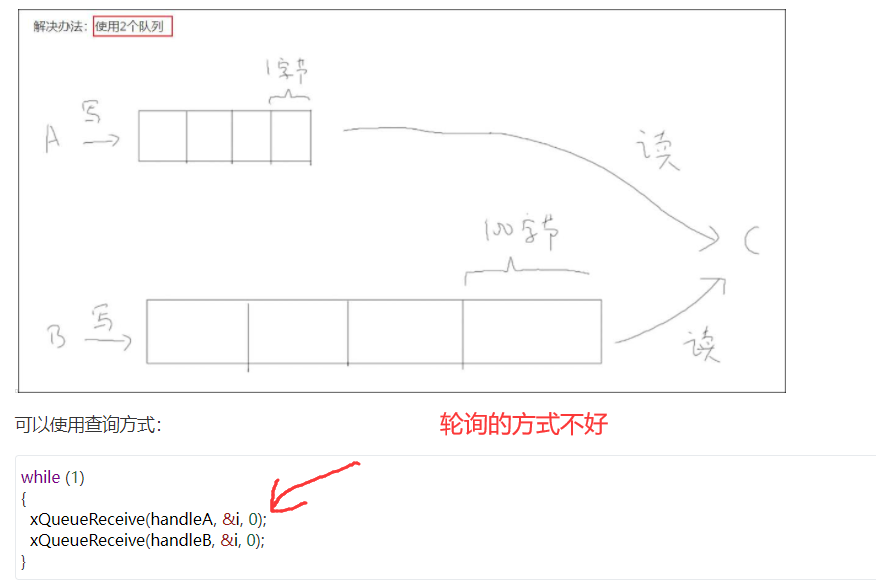 解决办法：使用2个队列
1字节
A 写
读
100字节
C
B 写
读
可以使用查询方式：
轮询的方式不好
while (1)
{
xQueueReceive(handleA, &i, 0);
xQueueReceive(handleB, &i, 0);
}